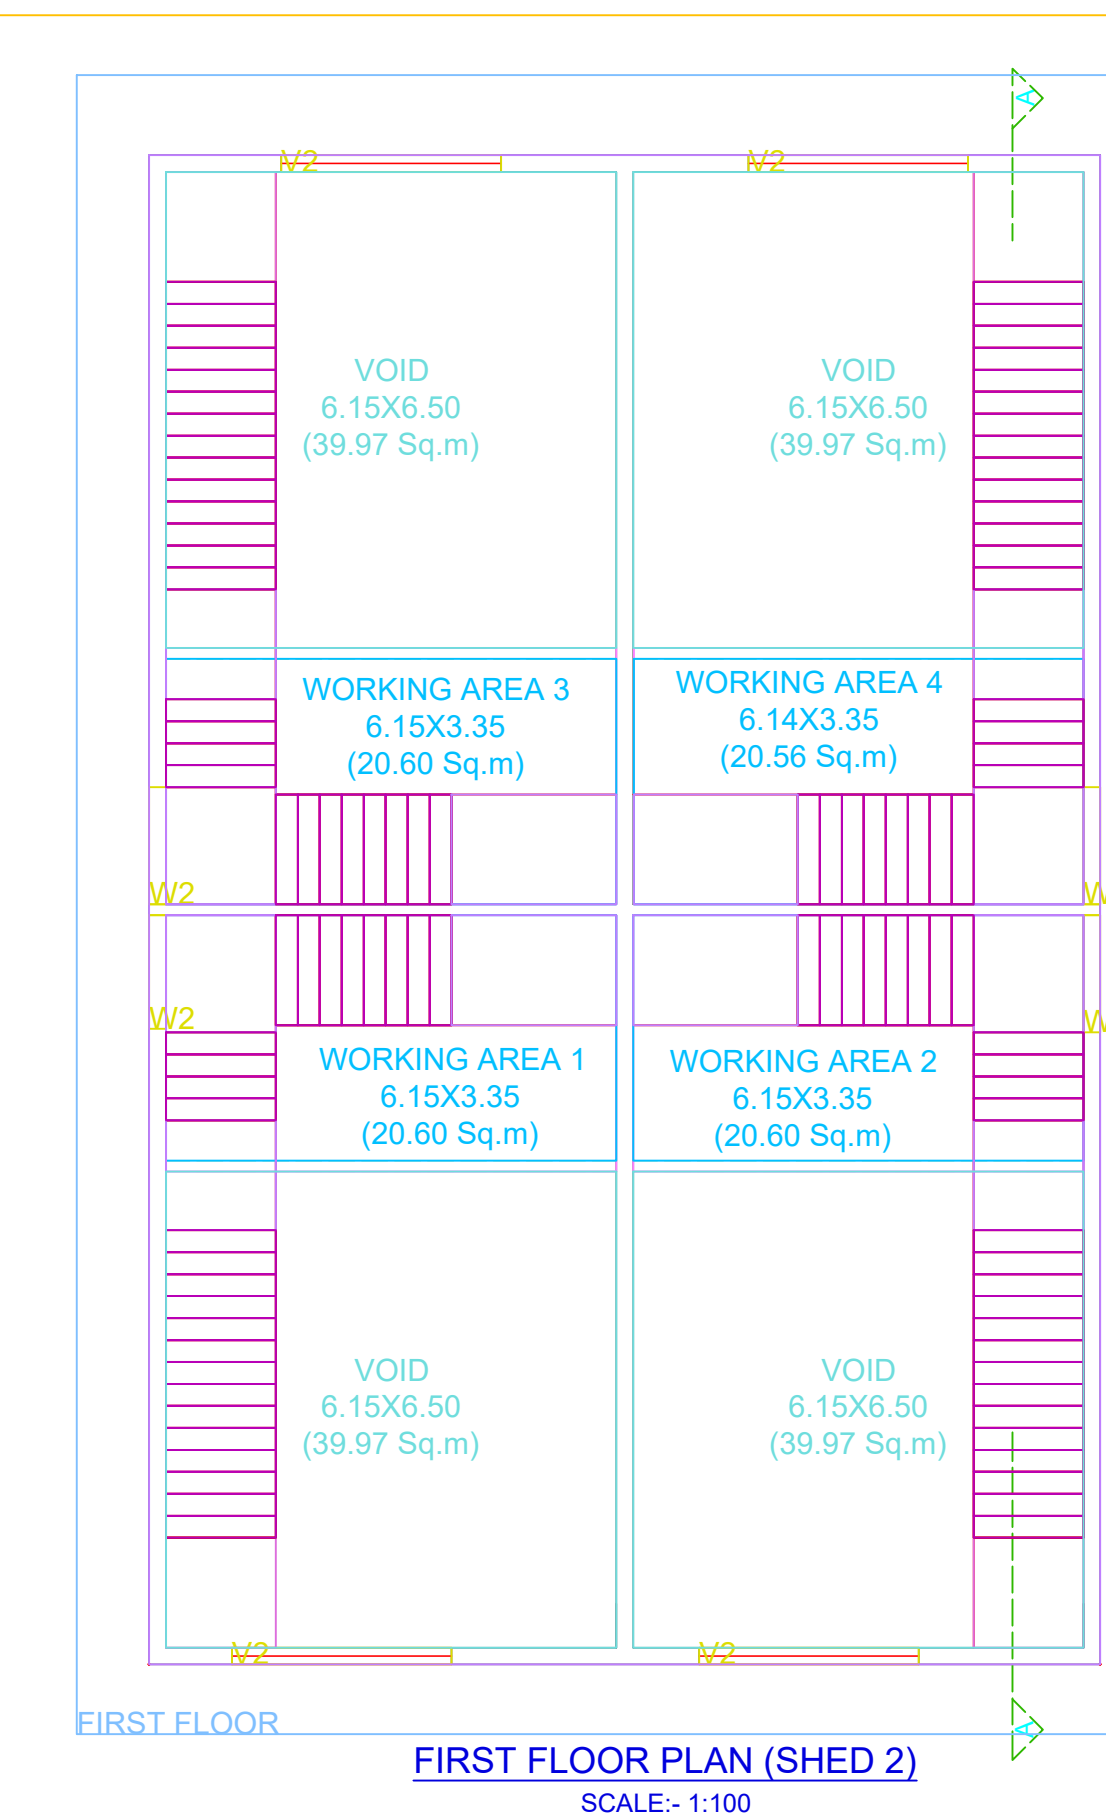 A
V2
V2
VOID
6.15X6.50
(39.97 Sq.m)
VOID
6.15X6.50
(39.97 Sq.m)
WORKING AREA 3
6.15X3.35
(20.60 Sq.m)
WORKING AREA 4
6.14X3.35
(20.56 Sq.m)
W2
W2
WORKING AREA 1
6.15X3.35
(20.60 Sq.m)
WORKING AREA 2
6.15X3.35
(20.60 Sq.m)
VOID
6.15X6.50
(39.97 Sq.m)
VOID
6.15X6.50
(39.97 Sq.m)
V2
V2
FIRST FLOOR
A
FIRST FLOOR PLAN (SHED 2)
SCALE:- 1:100